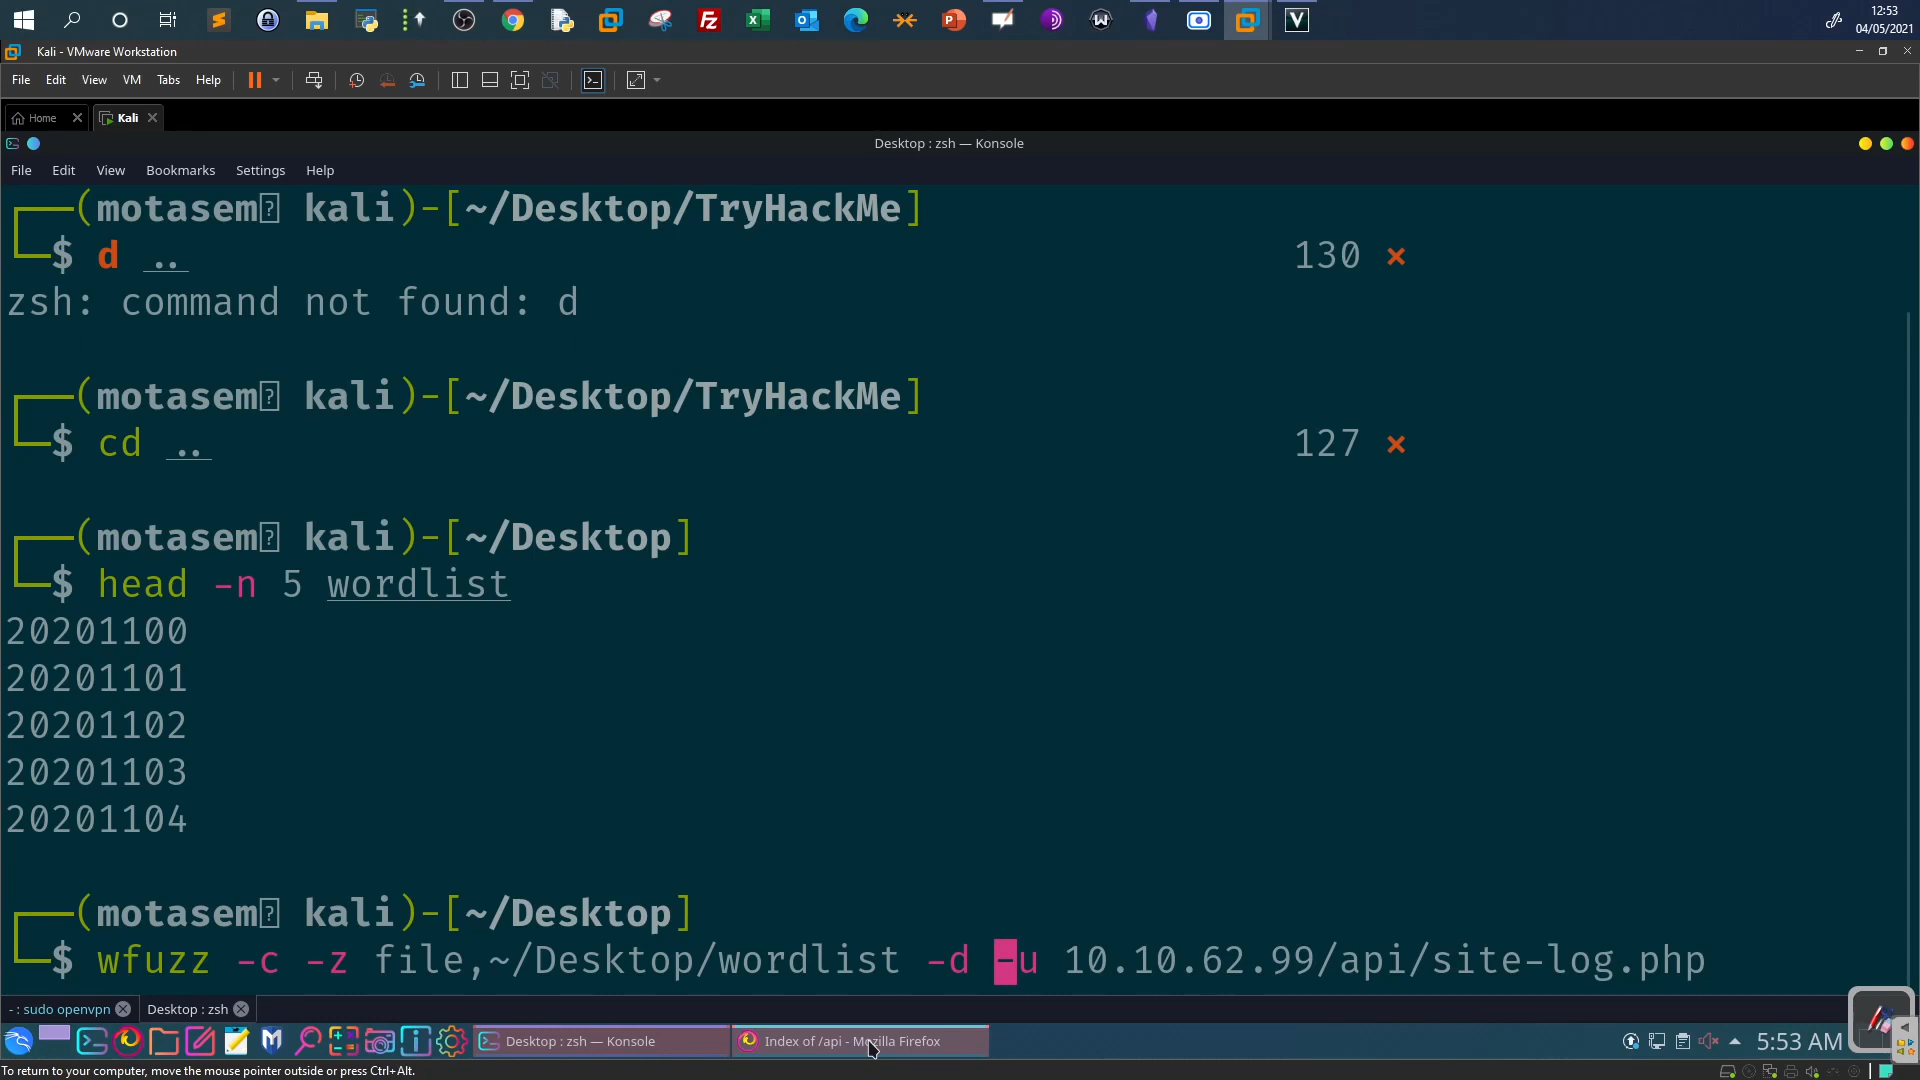 12:53
04/05/2021
Kali - VMware Workstation
File Edit View VM Tabs Help
Home Kali
Desktop : zsh — Konsole
File Edit View Bookmarks Settings Help
(motasem kali)-[~/Desktop/TryHackMe]
$ d .. 130 ×
zsh: command not found: d
(motasem kali)-[~/Desktop/TryHackMe]
$ cd .. 127 ×
(motasem kali)-[~/Desktop]
$ head -n 5 wordlist
20201100
20201101
20201102
20201103
20201104
(motasem kali)-[~/Desktop]
$ wfuzz -c -z file,~/Desktop/wordlist -d -u 10.10.62.99/api/site-log.php
- : sudo openvpn Desktop : zsh
Desktop : zsh — Konsole Index of /api - Mozilla Firefox 5:53 AM
To return to your computer, move the mouse pointer outside or press Ctrl+Alt.